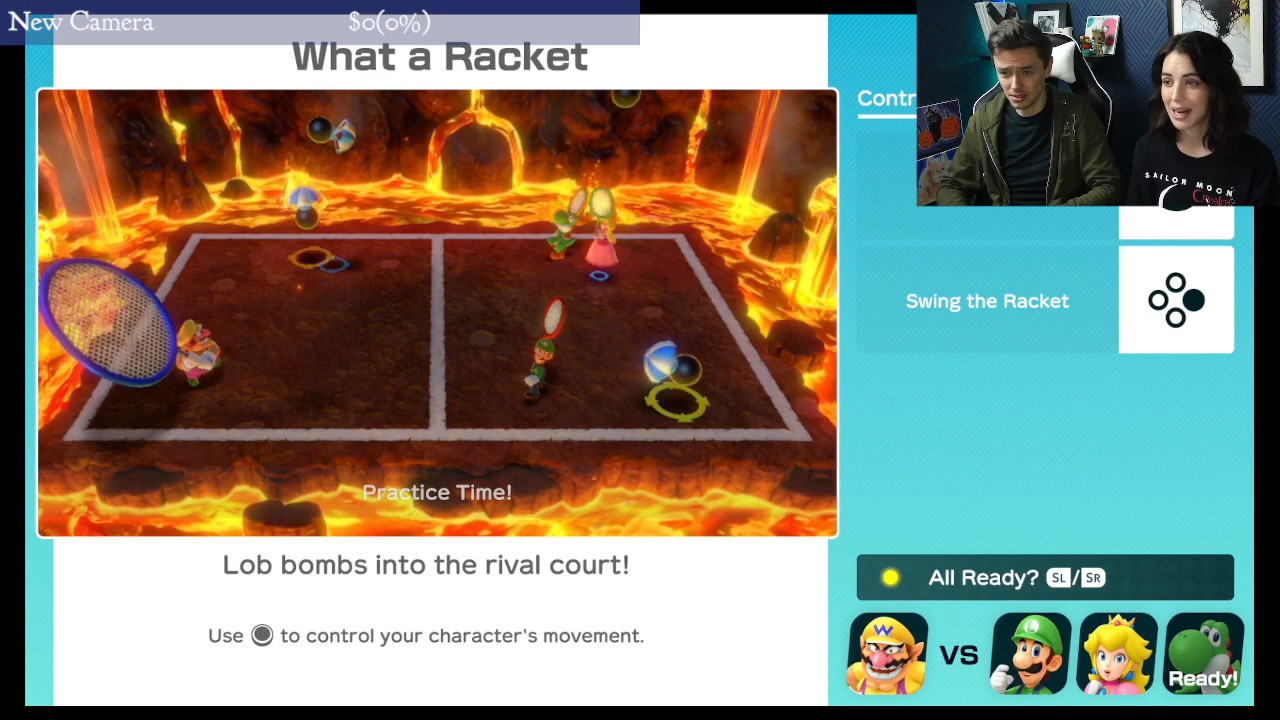 New Camera
$0(0%)
What a Racket
Contr
SAILOR MOON
Swing the Racket
Practice Time!
Lob bombs into the rival court!
All Ready? SL/SR
Use to control your character's movement.
W
VS
L
Ready!